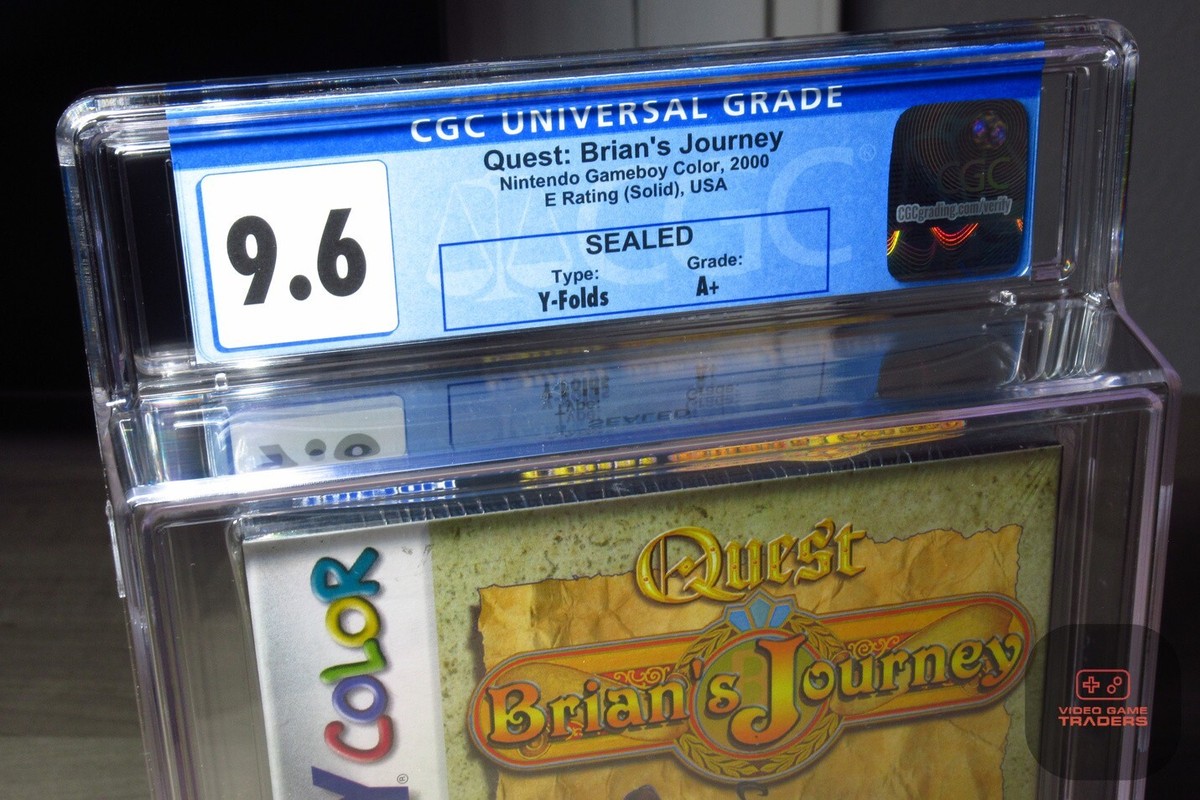 CGC UNIVERSAL GRADE
Quest: Brian's Journey
Nintendo Gameboy Color, 2000
E Rating (Solid), USA
9.6
SEALED
Type: Grade:
Y-Folds A+
CGC®
CGC
CGCgrading.com/verify
Quest
Brian's Journey
Y COLOR
®
VIDEO GAME
TRADERS